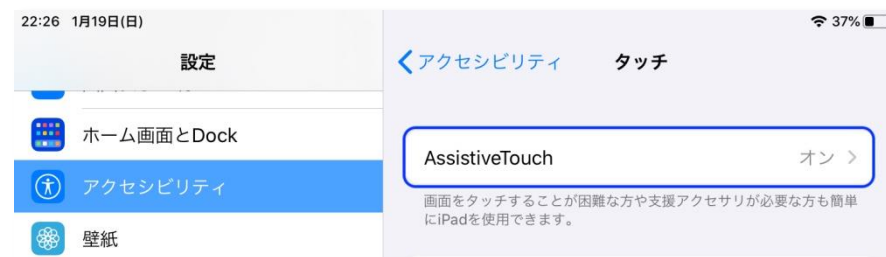 22:26 1月19日(日)
37%
設定
アクセシビリティ
タッチ
ホーム画面とDock
アクセシビリティ
壁紙
AssistiveTouch
オン
画面をタッチすることが困難な方や支援アクセサリが必要な方も簡単
にiPadを使用できます。